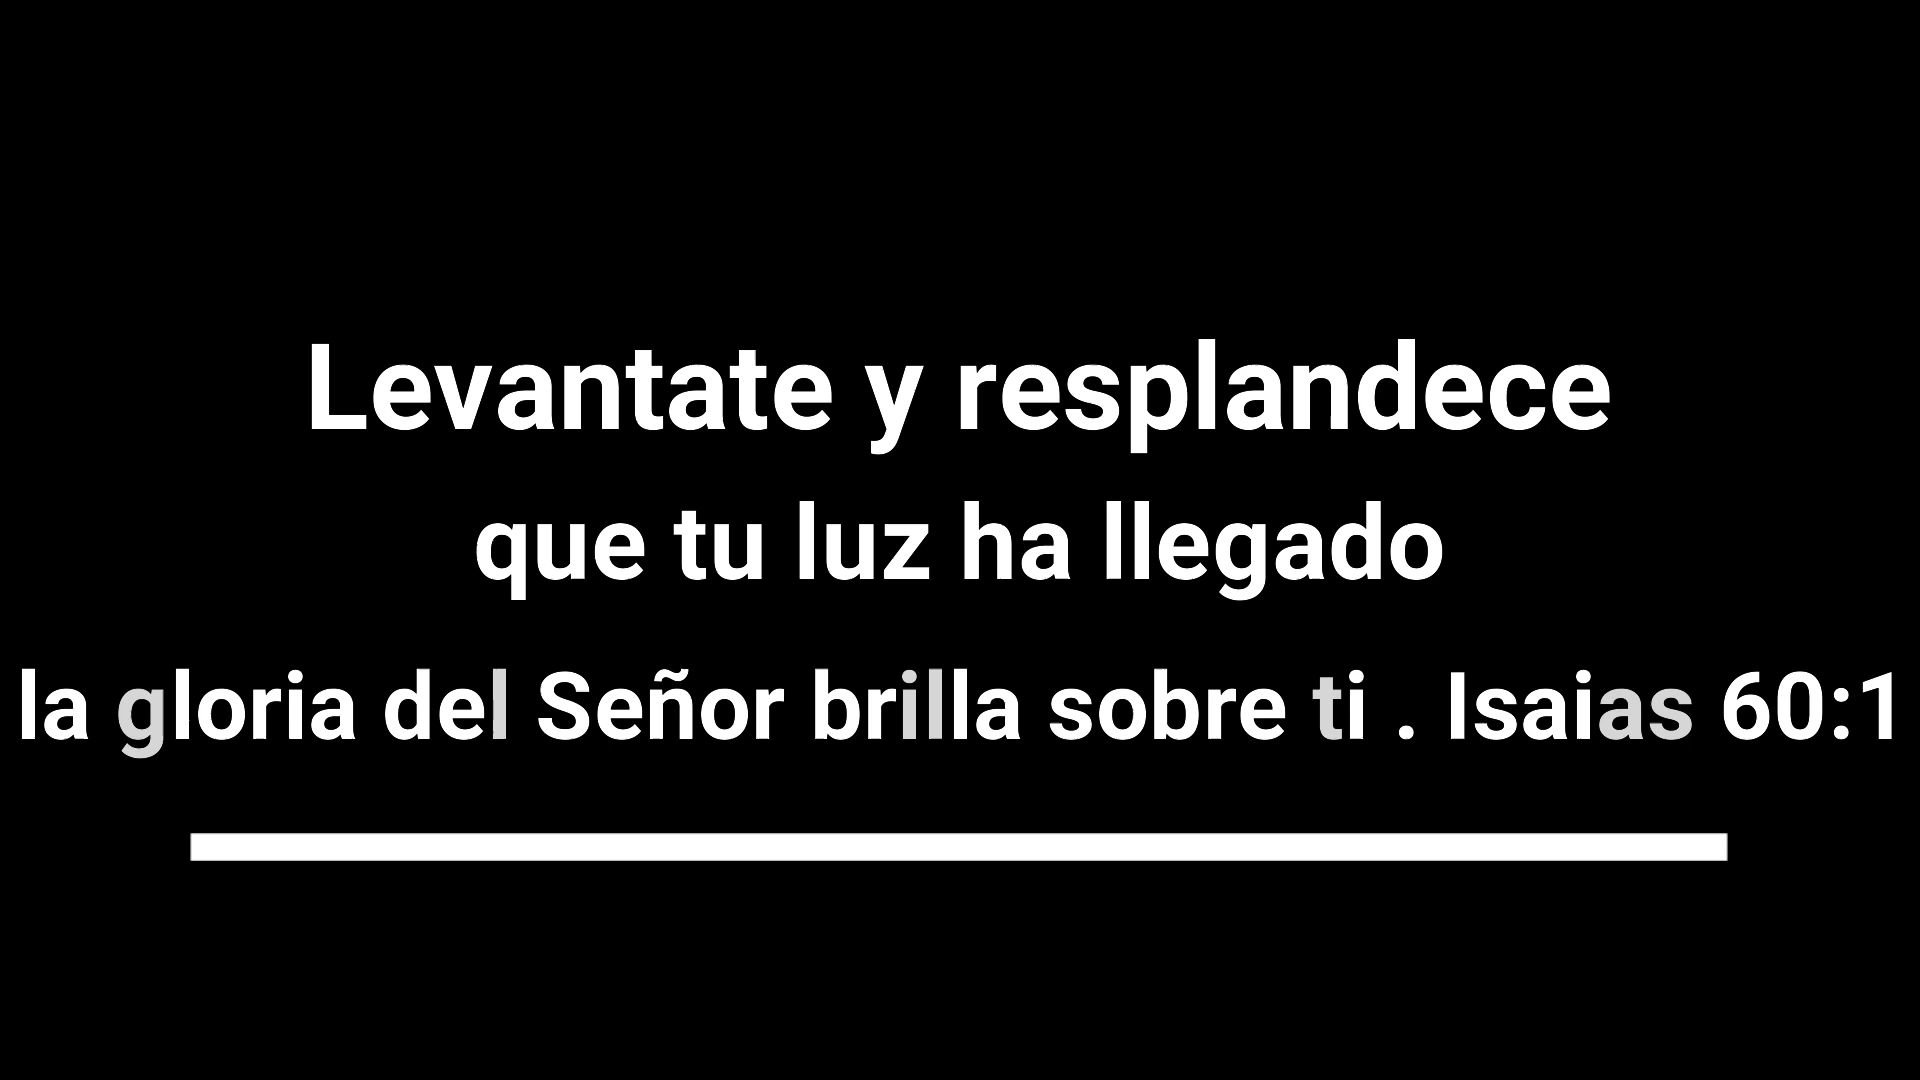 Levantate y resplandece
que tu luz ha llegado
la gloria del Señor brilla sobre ti . Isaias 60:1